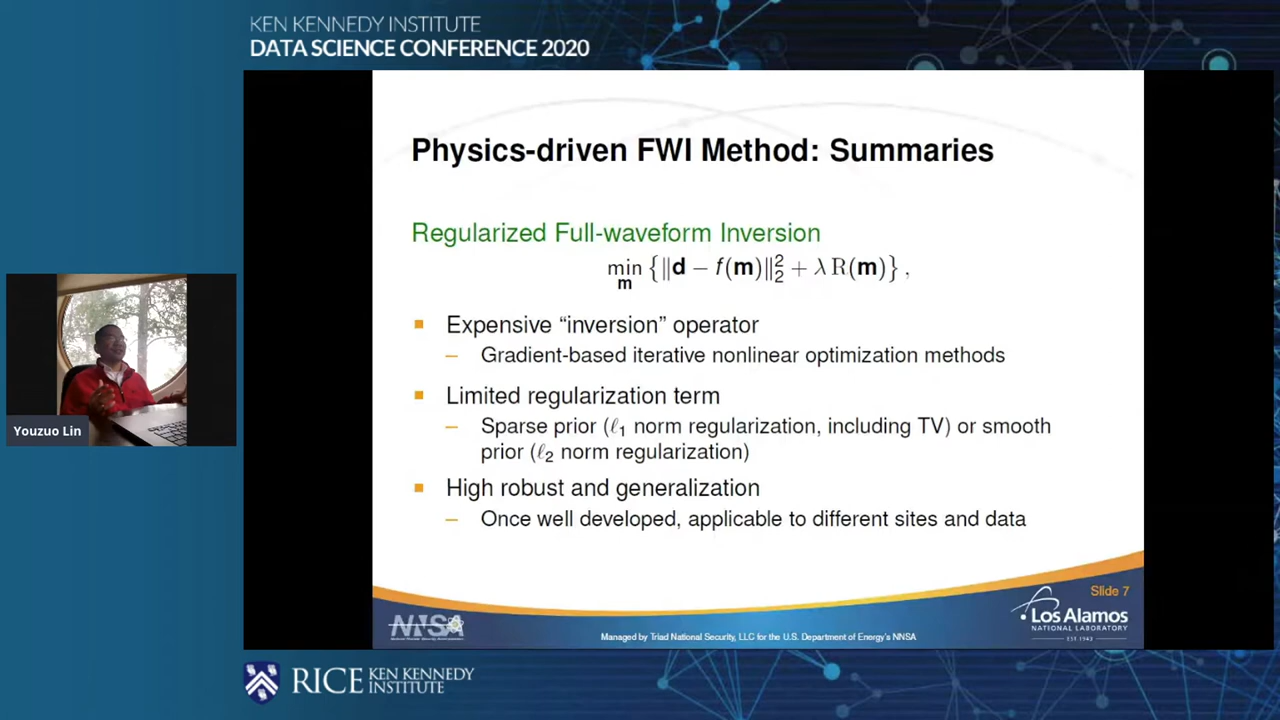 KEN KENNEDY INSTITUTE
DATA SCIENCE CONFERENCE 2020
Physics-driven FWI Method: Summaries
Regularized Full-waveform Inversion
min {‖d − f(m)‖₂² + λ R(m)} ,
m
Expensive “inversion” operator
– Gradient-based iterative nonlinear optimization methods
Limited regularization term
– Sparse prior (ℓ₁ norm regularization, including TV) or smooth
prior (ℓ₂ norm regularization)
High robust and generalization
– Once well developed, applicable to different sites and data
Youzuo Lin
Slide 7
NNSA
Managed by Triad National Security, LLC for the U.S. Department of Energy's NNSA
Los Alamos
NATIONAL LABORATORY
EST. 1943
RICE KEN KENNEDY
INSTITUTE